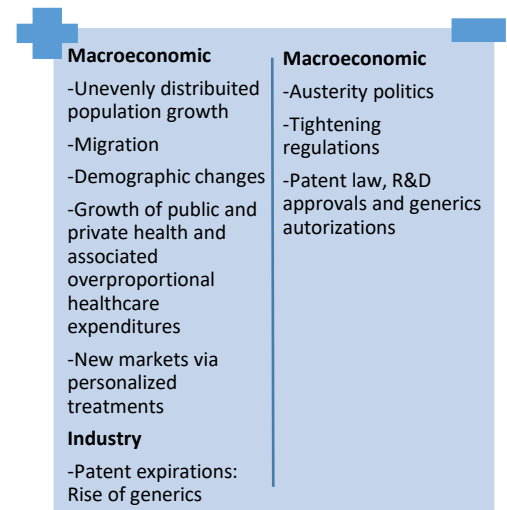 Macroeconomic
-Unevenly distribuited
population growth
-Migration
-Demographic changes
-Growth of public and
private health and
associated
overproportional
healthcare
expenditures
-New markets via
personalized
treatments
Industry
-Patent expirations:
Rise of generics
Macroeconomic
-Austerity politics
-Tightening
regulations
-Patent law, R&D
approvals and generics
autorizations